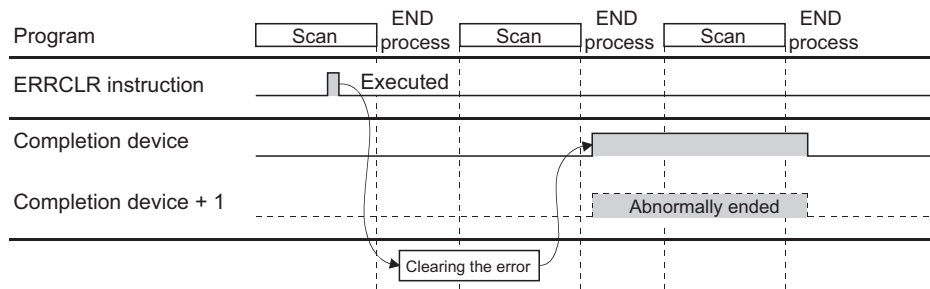 Program
Scan
END process
Scan
END process
Scan
END process
ERRCLR instruction
Executed
Completion device
Completion device + 1
Abnormally ended
Clearing the error